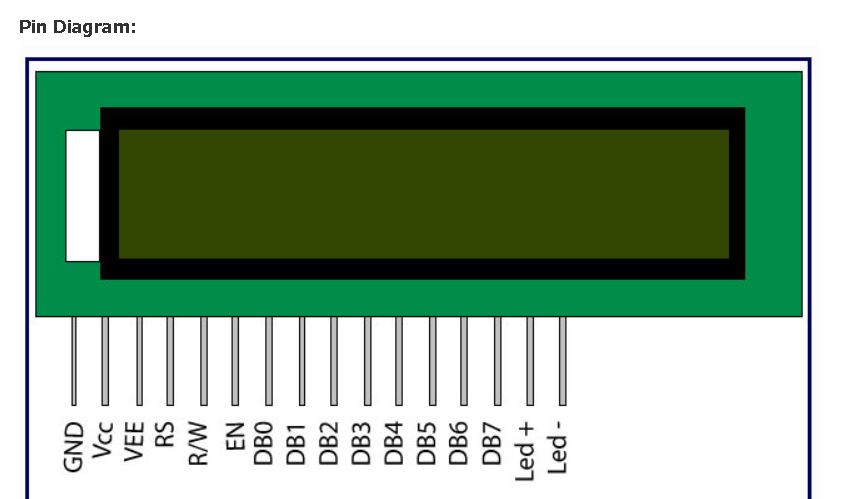 Pin Diagram:
GND
Vcc
VEE
RS
R/W
EN
DB0
DB1
DB2
DB3
DB4
DB5
DB6
DB7
Led +
Led -